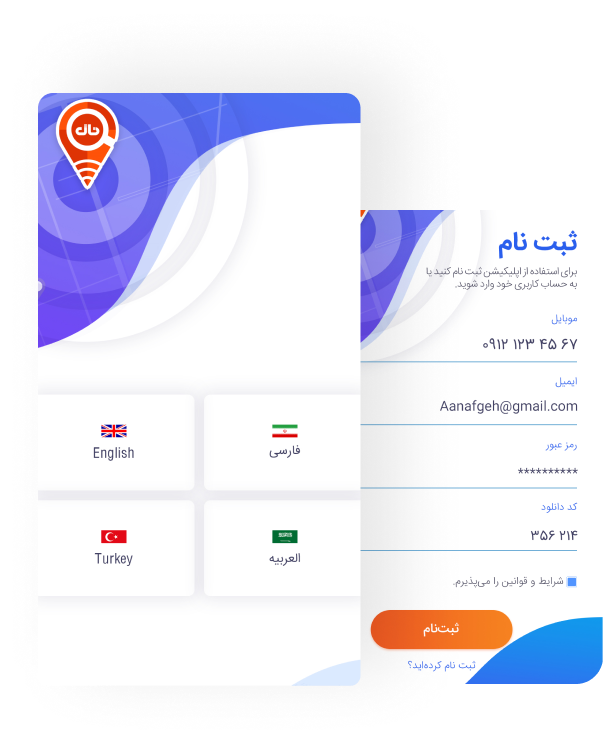 دال
English
فارسی
Turkey
العربیه
ثبت نام
برای استفاده از اپلیکیشن ثبت نام کنید یا
به حساب کاربری خود وارد شوید.
موبایل
۰۹۱۲ ۱۲۳ ۴۵ ۶۷
ایمیل
Aanafgeh@gmail.com
رمز عبور
**********
کد دانلود
۳۵۶ ۲۱۴
شرایط و قوانین را می‌پذیرم.
ثبت‌نام
ثبت نام کرده‌اید؟